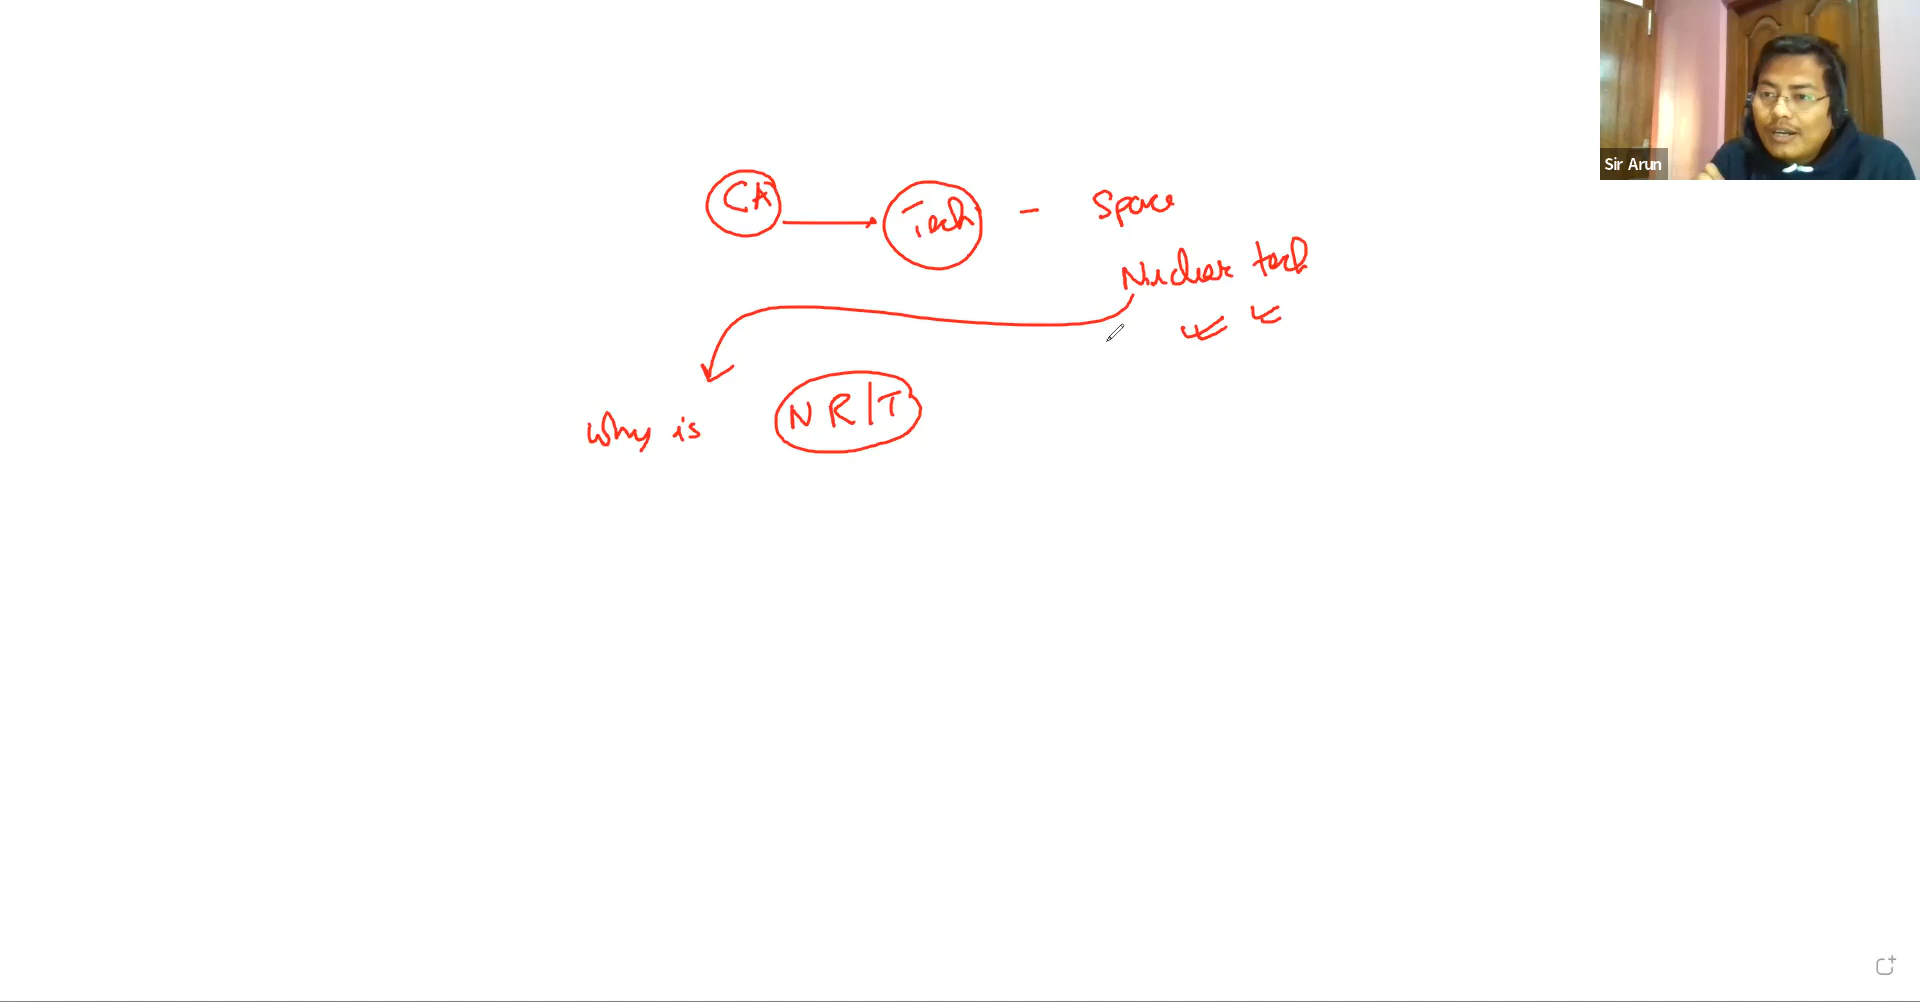 Sir Arun
CA → Tech - Space
Nuclear tech
Why is NR/T